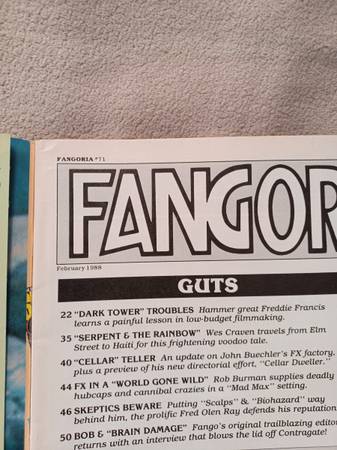 FANGORIA #71
FANGOR
February 1988
GUTS
22 "DARK TOWER" TROUBLES Hammer great Freddie Francis
learns a painful lesson in low-budget filmmaking.
35 "SERPENT & THE RAINBOW" Wes Craven travels from Elm
Street to Haiti for this frightening voodoo tale.
40 "CELLAR" TELLER An update on John Buechler's FX factory.
plus a preview of his new directorial effort, "Cellar Dweller."
44 FX IN A "WORLD GONE WILD" Rob Burman supplies deadly
hubcaps and cannibal crazies in a "Mad Max" setting.
46 SKEPTICS BEWARE Putting "Scalps" & "Biohazard" way
behind him, the prolific Fred Olen Ray defends his reputation
50 BOB & "BRAIN DAMAGE" Fango's original trailblazing editor
returns with an interview that blows the lid off Contragate!